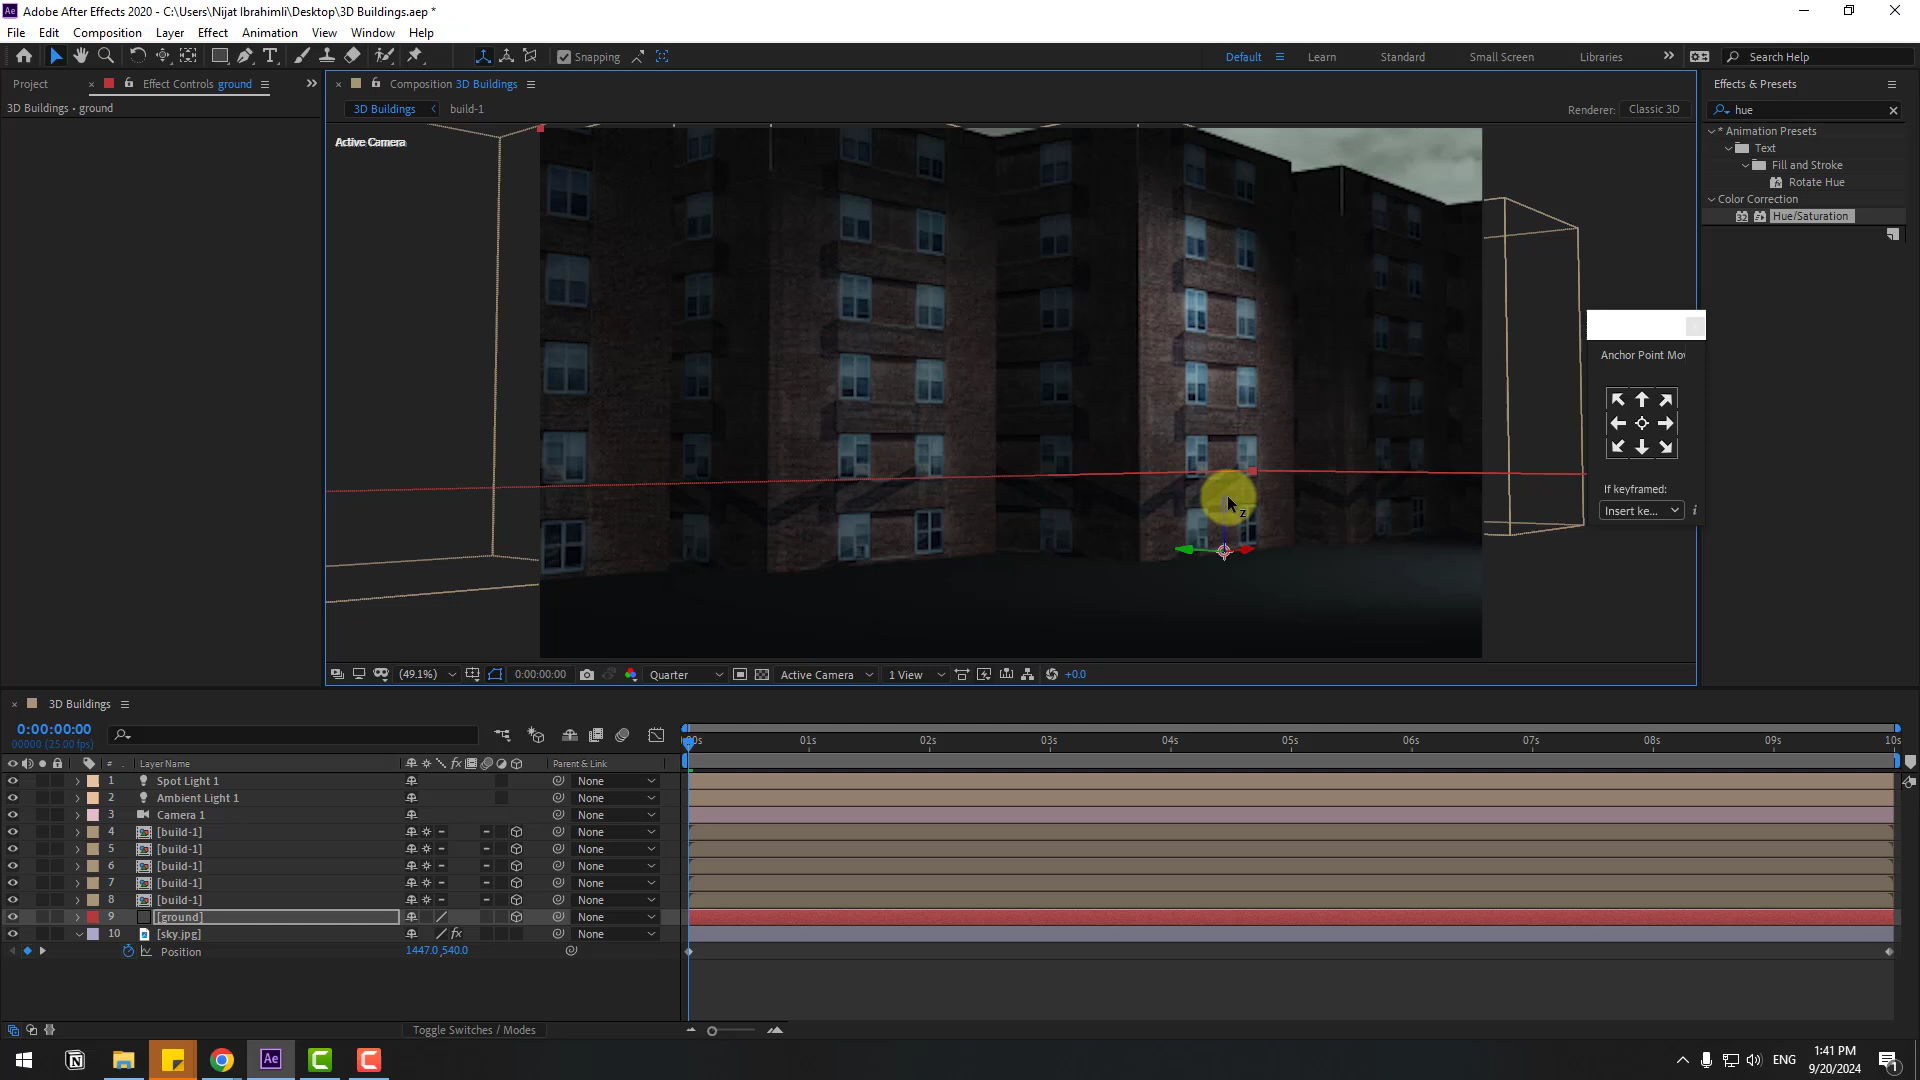 Adobe After Effects 2020 - C:\Users\Nijat Ibrahimli\Desktop\3D Buildings.aep *
File Edit Composition Layer Effect Animation View Window Help
Snapping
Default Learn Standard Small Screen Libraries
Search Help
Project
Effect Controls ground
Composition 3D Buildings
Effects & Presets
3D Buildings • ground
3D Buildings build-1
Renderer: Classic 3D
hue
Active Camera
* Animation Presets
Text
Fill and Stroke
Rotate Hue
Color Correction
Hue/Saturation
Anchor Point Mov
If keyframed:
Insert ke...
(49.1%) 0:00:00:00 Quarter Active Camera 1 View +0.0
3D Buildings
0:00:00:00
00000 (25.00 fps)
01s 02s 03s 04s 05s 06s 07s 08s 09s 10s
# Layer Name Parent & Link
1 Spot Light 1 None
2 Ambient Light 1 None
3 Camera 1 None
4 [build-1] None
5 [build-1] None
6 [build-1] None
7 [build-1] None
8 [build-1] None
9 [ground] None
10 [sky.jpg] None
Position 1447.0,540.0
Toggle Switches / Modes
ENG
1:41 PM
9/20/2024